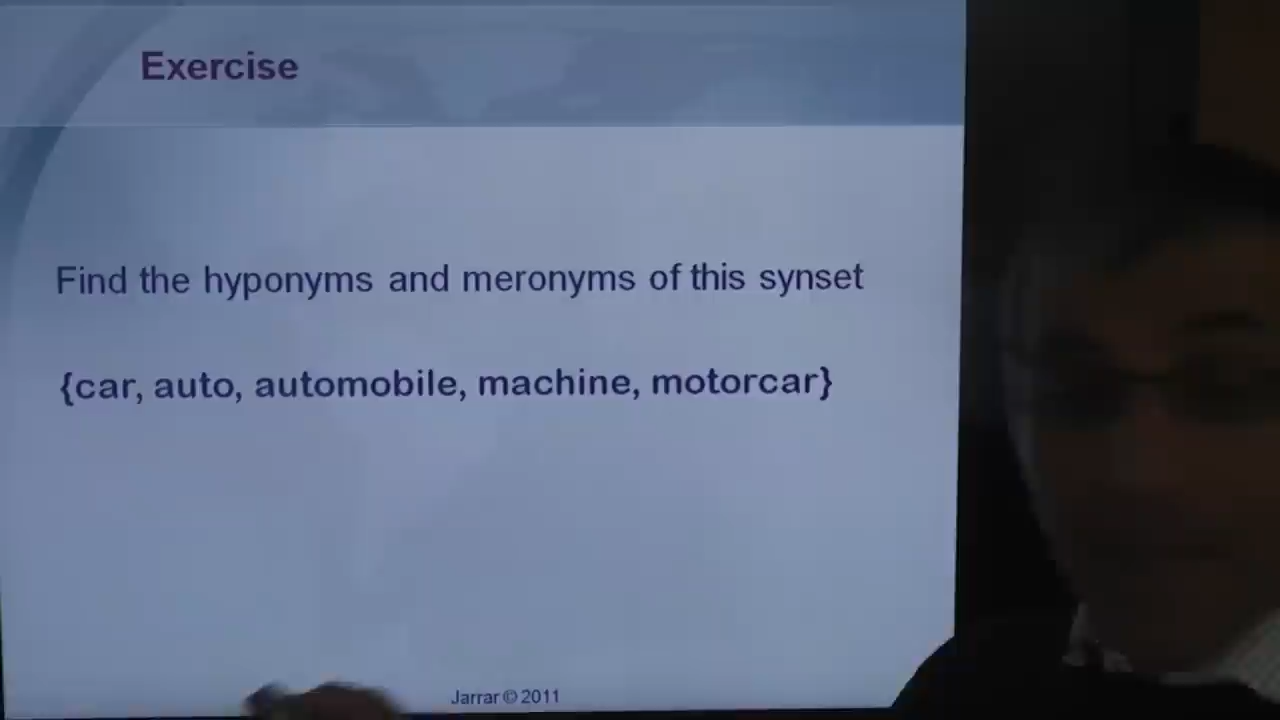 Exercise
Find the hyponyms and meronyms of this synset
{car, auto, automobile, machine, motorcar}
Jarrar © 2011